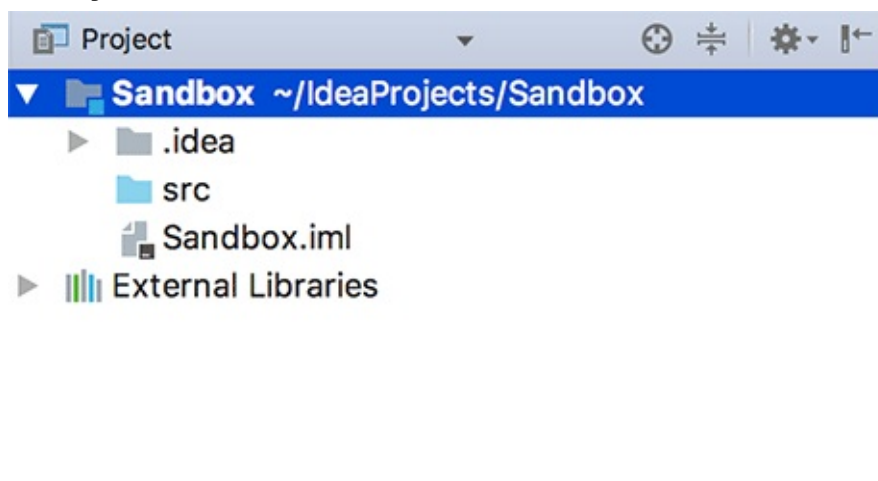 Project
Sandbox ~/IdeaProjects/Sandbox
.idea
src
Sandbox.iml
External Libraries